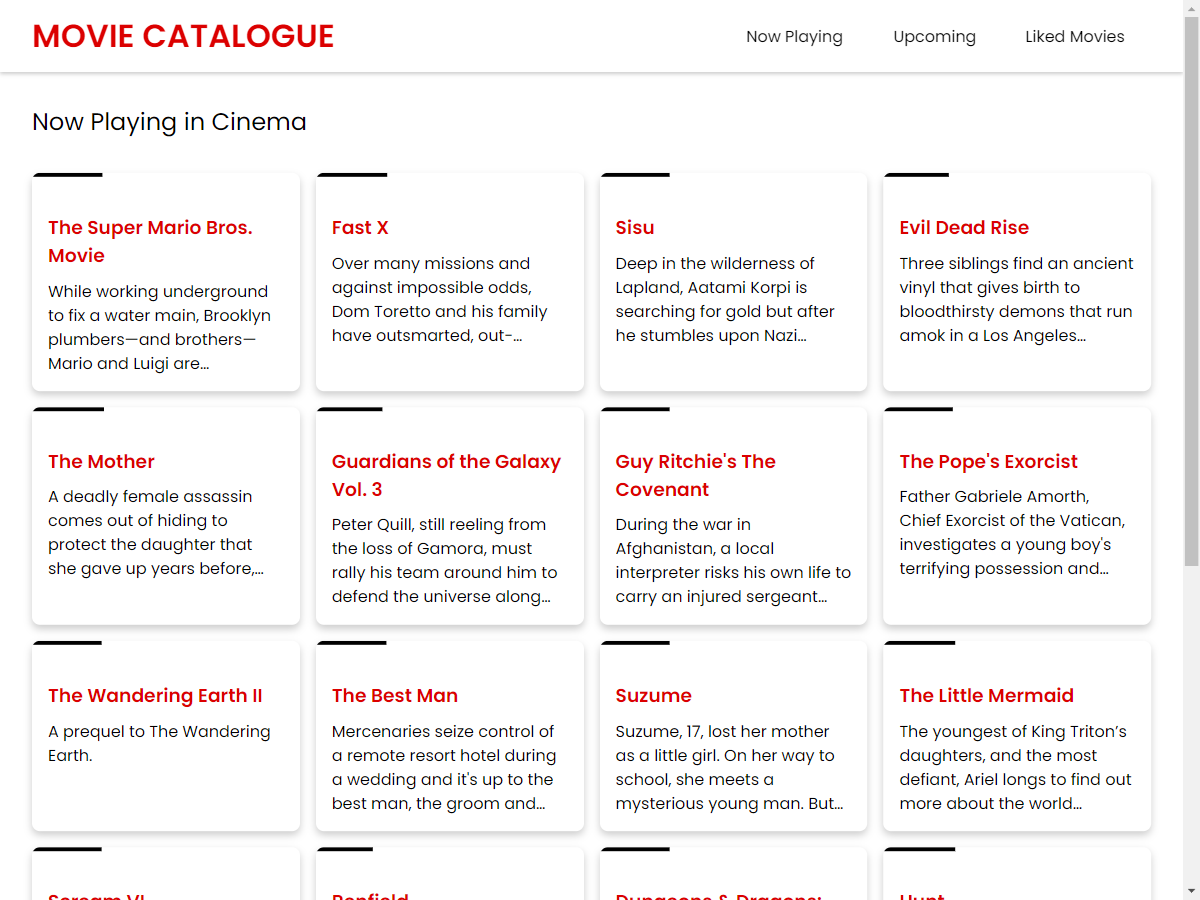 MOVIE CATALOGUE
Now Playing
Upcoming
Liked Movies
Now Playing in Cinema
The Super Mario Bros.
Movie
While working underground
to fix a water main, Brooklyn
plumbers—and brothers—
Mario and Luigi are...
Fast X
Over many missions and
against impossible odds,
Dom Toretto and his family
have outsmarted, out-...
Sisu
Deep in the wilderness of
Lapland, Aatami Korpi is
searching for gold but after
he stumbles upon Nazi...
Evil Dead Rise
Three siblings find an ancient
vinyl that gives birth to
bloodthirsty demons that run
amok in a Los Angeles...
The Mother
A deadly female assassin
comes out of hiding to
protect the daughter that
she gave up years before,...
Guardians of the Galaxy
Vol. 3
Peter Quill, still reeling from
the loss of Gamora, must
rally his team around him to
defend the universe along...
Guy Ritchie's The
Covenant
During the war in
Afghanistan, a local
interpreter risks his own life to
carry an injured sergeant...
The Pope's Exorcist
Father Gabriele Amorth,
Chief Exorcist of the Vatican,
investigates a young boy's
terrifying possession and...
The Wandering Earth II
A prequel to The Wandering
Earth.
The Best Man
Mercenaries seize control of
a remote resort hotel during
a wedding and it's up to the
best man, the groom and...
Suzume
Suzume, 17, lost her mother
as a little girl. On her way to
school, she meets a
mysterious young man. But...
The Little Mermaid
The youngest of King Triton’s
daughters, and the most
defiant, Ariel longs to find out
more about the world...
Scream VI
Renfield
Dungeons & Dragons:
Hunt